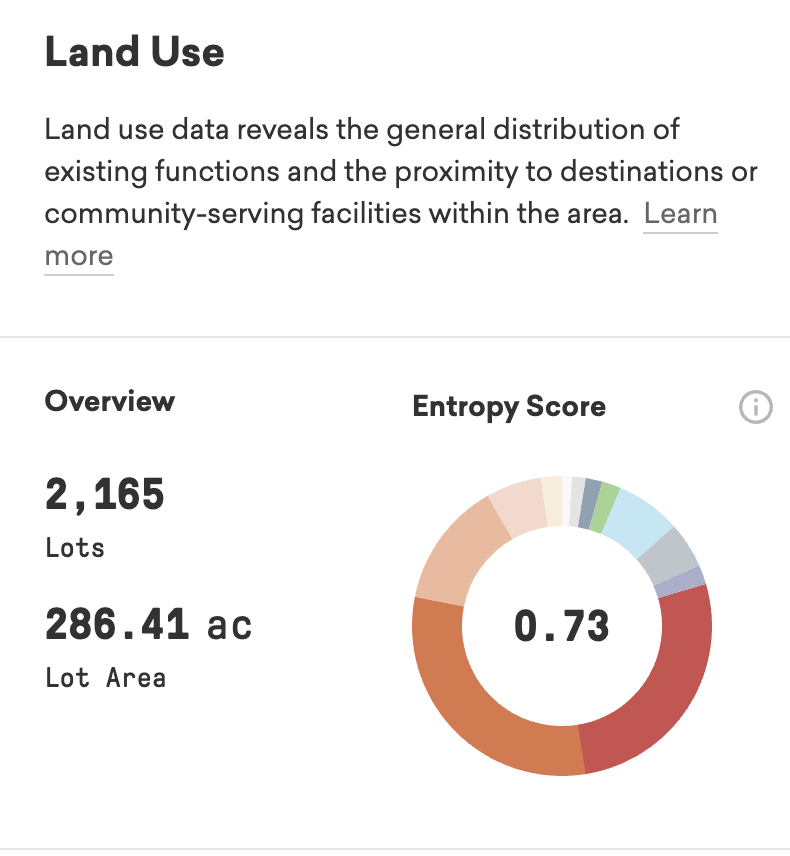 Land Use
Land use data reveals the general distribution of
existing functions and the proximity to destinations or
community-serving facilities within the area. Learn
more
Overview
Entropy Score
2,165
Lots
286.41 ac
Lot Area
0.73